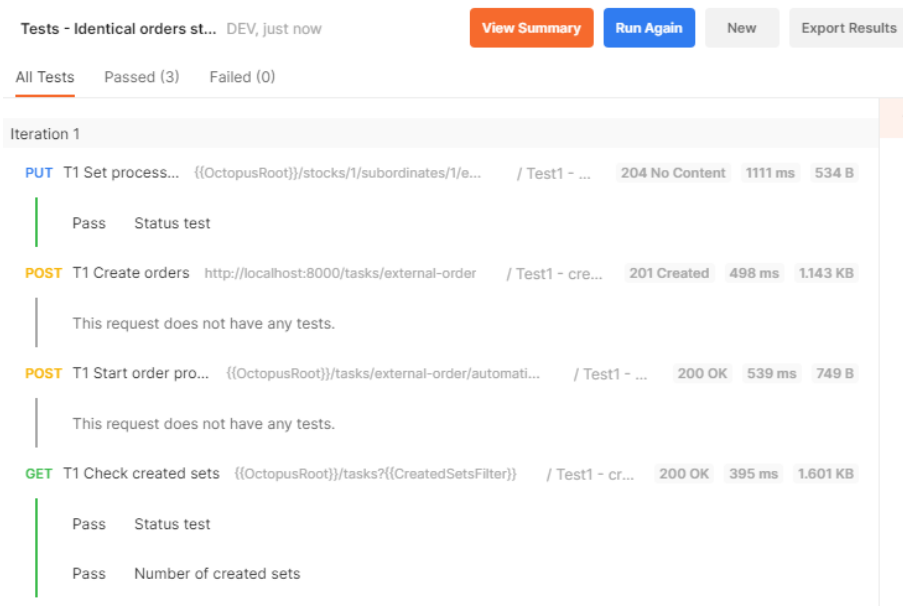 Tests - Identical orders st... DEV, just now View Summary Run Again New Export Results
All Tests Passed (3) Failed (0)
Iteration 1
PUT T1 Set process... {{OctopusRoot}}/stocks/1/subordinates/1/e... / Test1 - ... 204 No Content 1111 ms 534 B
Pass Status test
POST T1 Create orders http://localhost:8000/tasks/external-order / Test1 - cre... 201 Created 498 ms 1.143 KB
This request does not have any tests.
POST T1 Start order pro... {{OctopusRoot}}/tasks/external-order/automati... / Test1 - ... 200 OK 539 ms 749 B
This request does not have any tests.
GET T1 Check created sets {{OctopusRoot}}/tasks?{{CreatedSetsFilter}} / Test1 - cr... 200 OK 395 ms 1.601 KB
Pass Status test
Pass Number of created sets